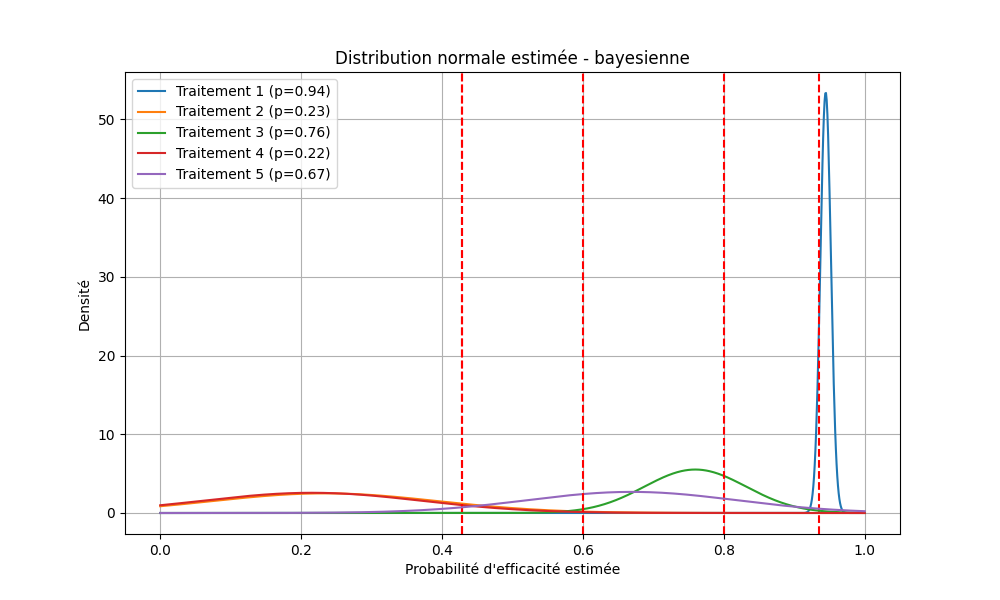 Distribution normale estimée - bayesienne
Traitement 1 (p=0.94)
Traitement 2 (p=0.23)
Traitement 3 (p=0.76)
Traitement 4 (p=0.22)
Traitement 5 (p=0.67)
Densité
50
40
30
20
10
0
0.0 0.2 0.4 0.6 0.8 1.0
Probabilité d'efficacité estimée